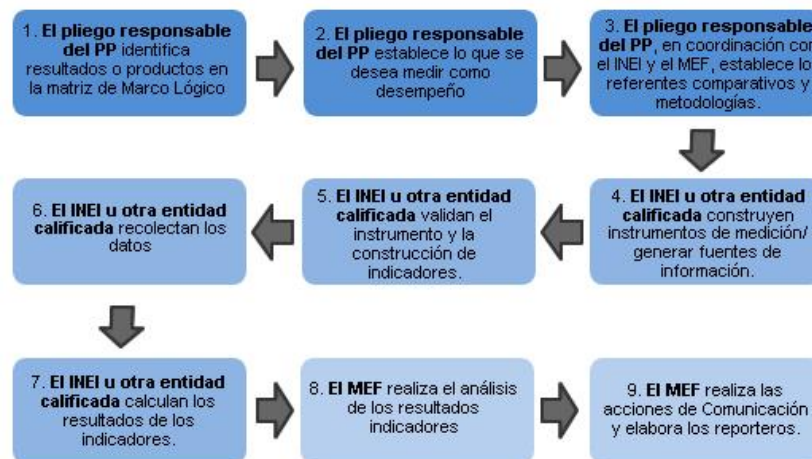 1. El pliego responsable
del PP identifica
resultados o productos en
la matriz de Marco Lógico
2. El pliego responsable
del PP establece lo que se
desea medir como
desempeño
3. El pliego responsable
del PP, en coordinación con
el INEI y el MEF, establece lo
referentes comparativos y
metodologías.
4. El INEI u otra entidad
calificada construyen
instrumentos de medición/
generar fuentes de
información.
5. El INEI u otra entidad
calificada validan el
instrumento y la
construcción de
indicadores.
6. El INEI u otra entidad
calificada recolectan los
datos
7. El INEI u otra entidad
calificada calculan los
resultados de los
indicadores.
8. El MEF realiza el análisis
de los resultados
indicadores
9. El MEF realiza las
acciones de Comunicación
y elabora los reporteros.